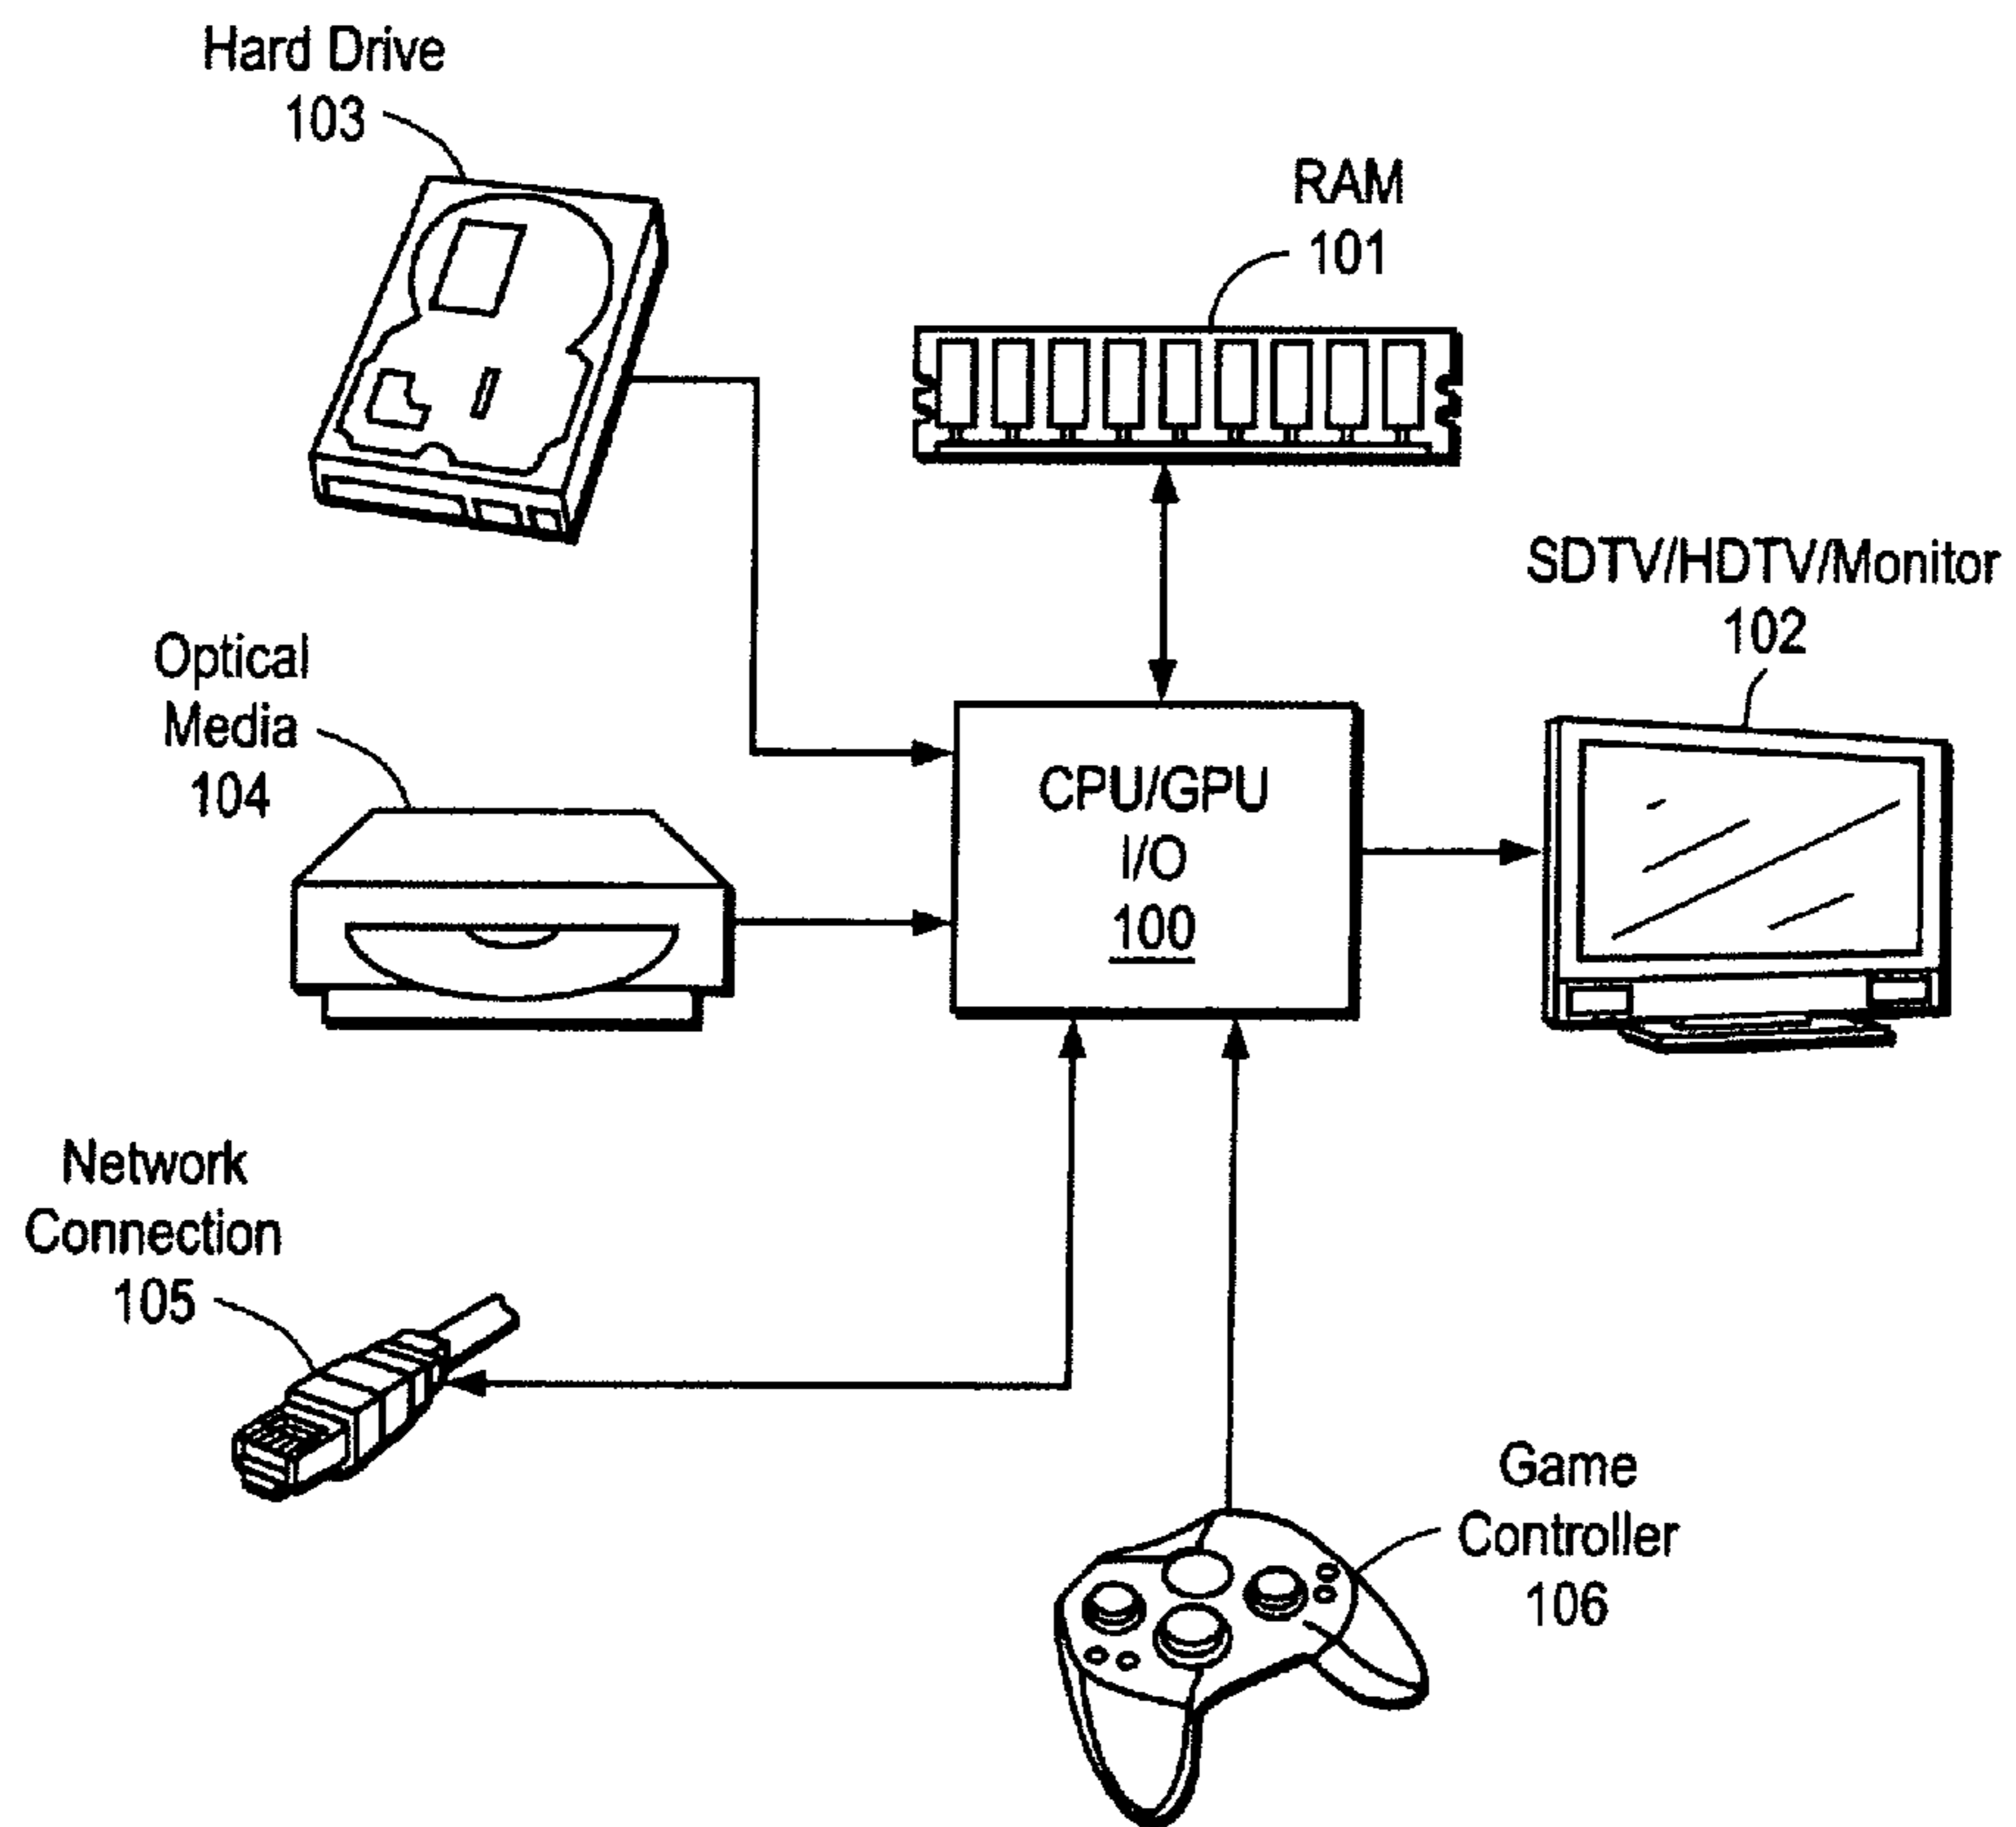 Hard Drive
103
RAM
101
SDTV/HDTV/Monitor
102
Optical
Media
104
CPU/GPU
I/O
100
Network
Connection
105
Game
Controller
106